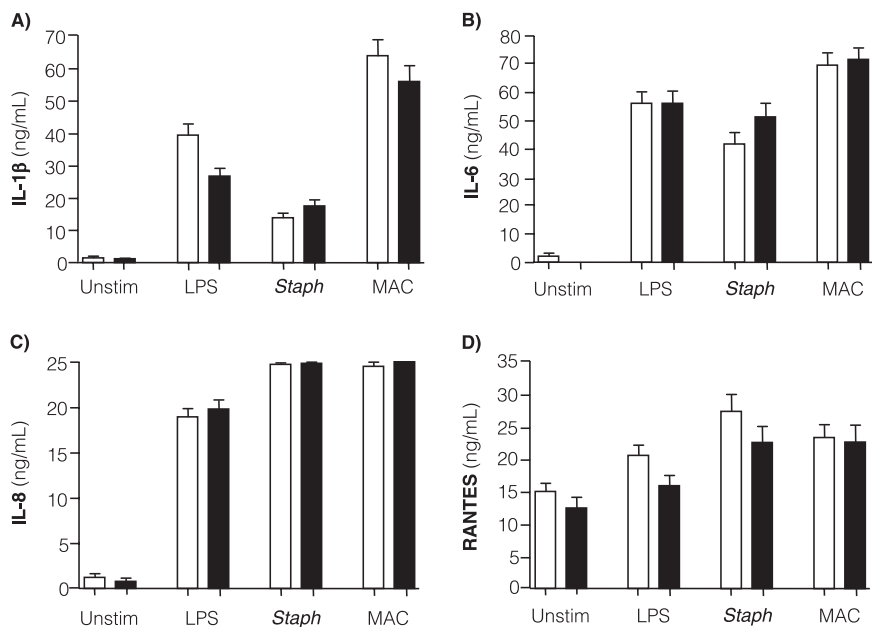 A)
IL-1β (ng/mL)
70
60
50
40
30
20
10
0
Unstim LPS Staph MAC
B)
IL-6 (ng/mL)
80
70
60
50
40
30
20
10
0
Unstim LPS Staph MAC
C)
IL-8 (ng/mL)
25
20
15
10
5
0
Unstim LPS Staph MAC
D)
RANTES (ng/mL)
35
30
25
20
15
10
5
0
Unstim LPS Staph MAC